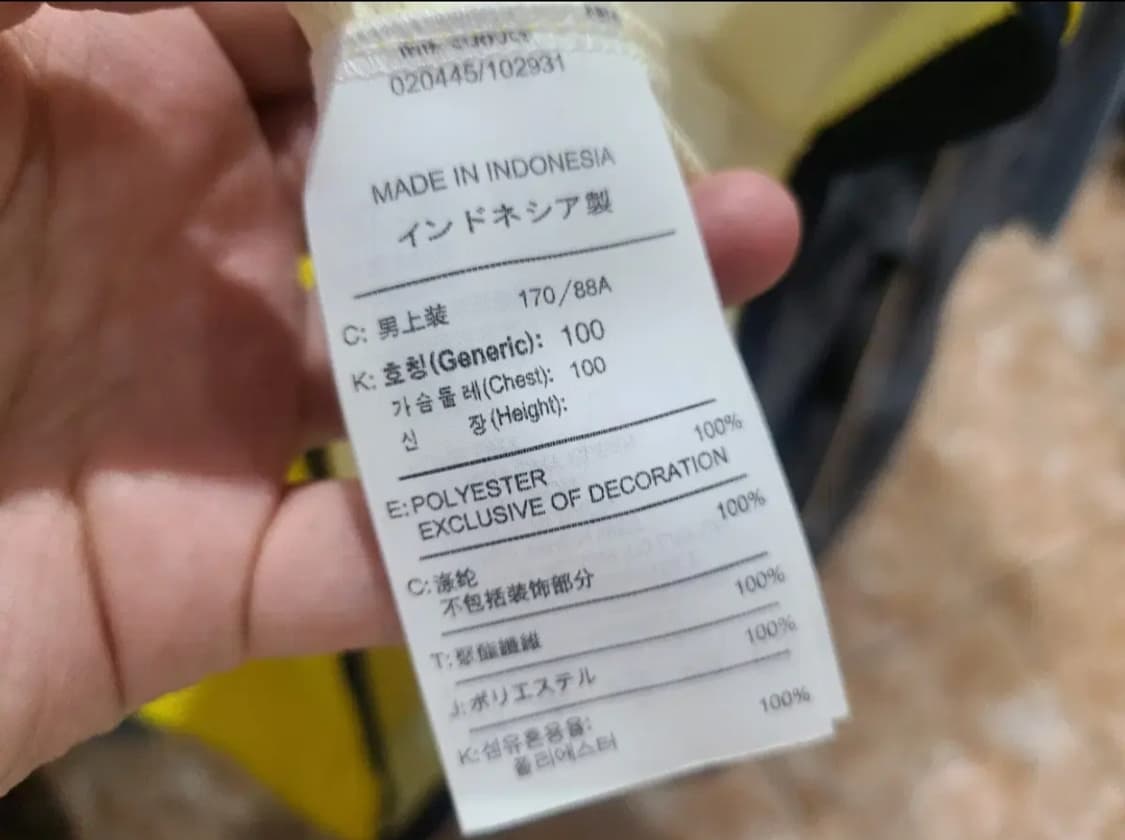 020445/102931
MADE IN INDONESIA
インドネシア製
C: 男上装 170/88A
K: 호칭(Generic): 100
가슴둘레(Chest): 100
신 장(Height):
100%
E:POLYESTER
EXCLUSIVE OF DECORATION
100%
C:涤纶
不包括装饰部分
100%
T:聚酯纖維
100%
J:ポリエステル
100%
K:섬유혼용율:
폴리에스터